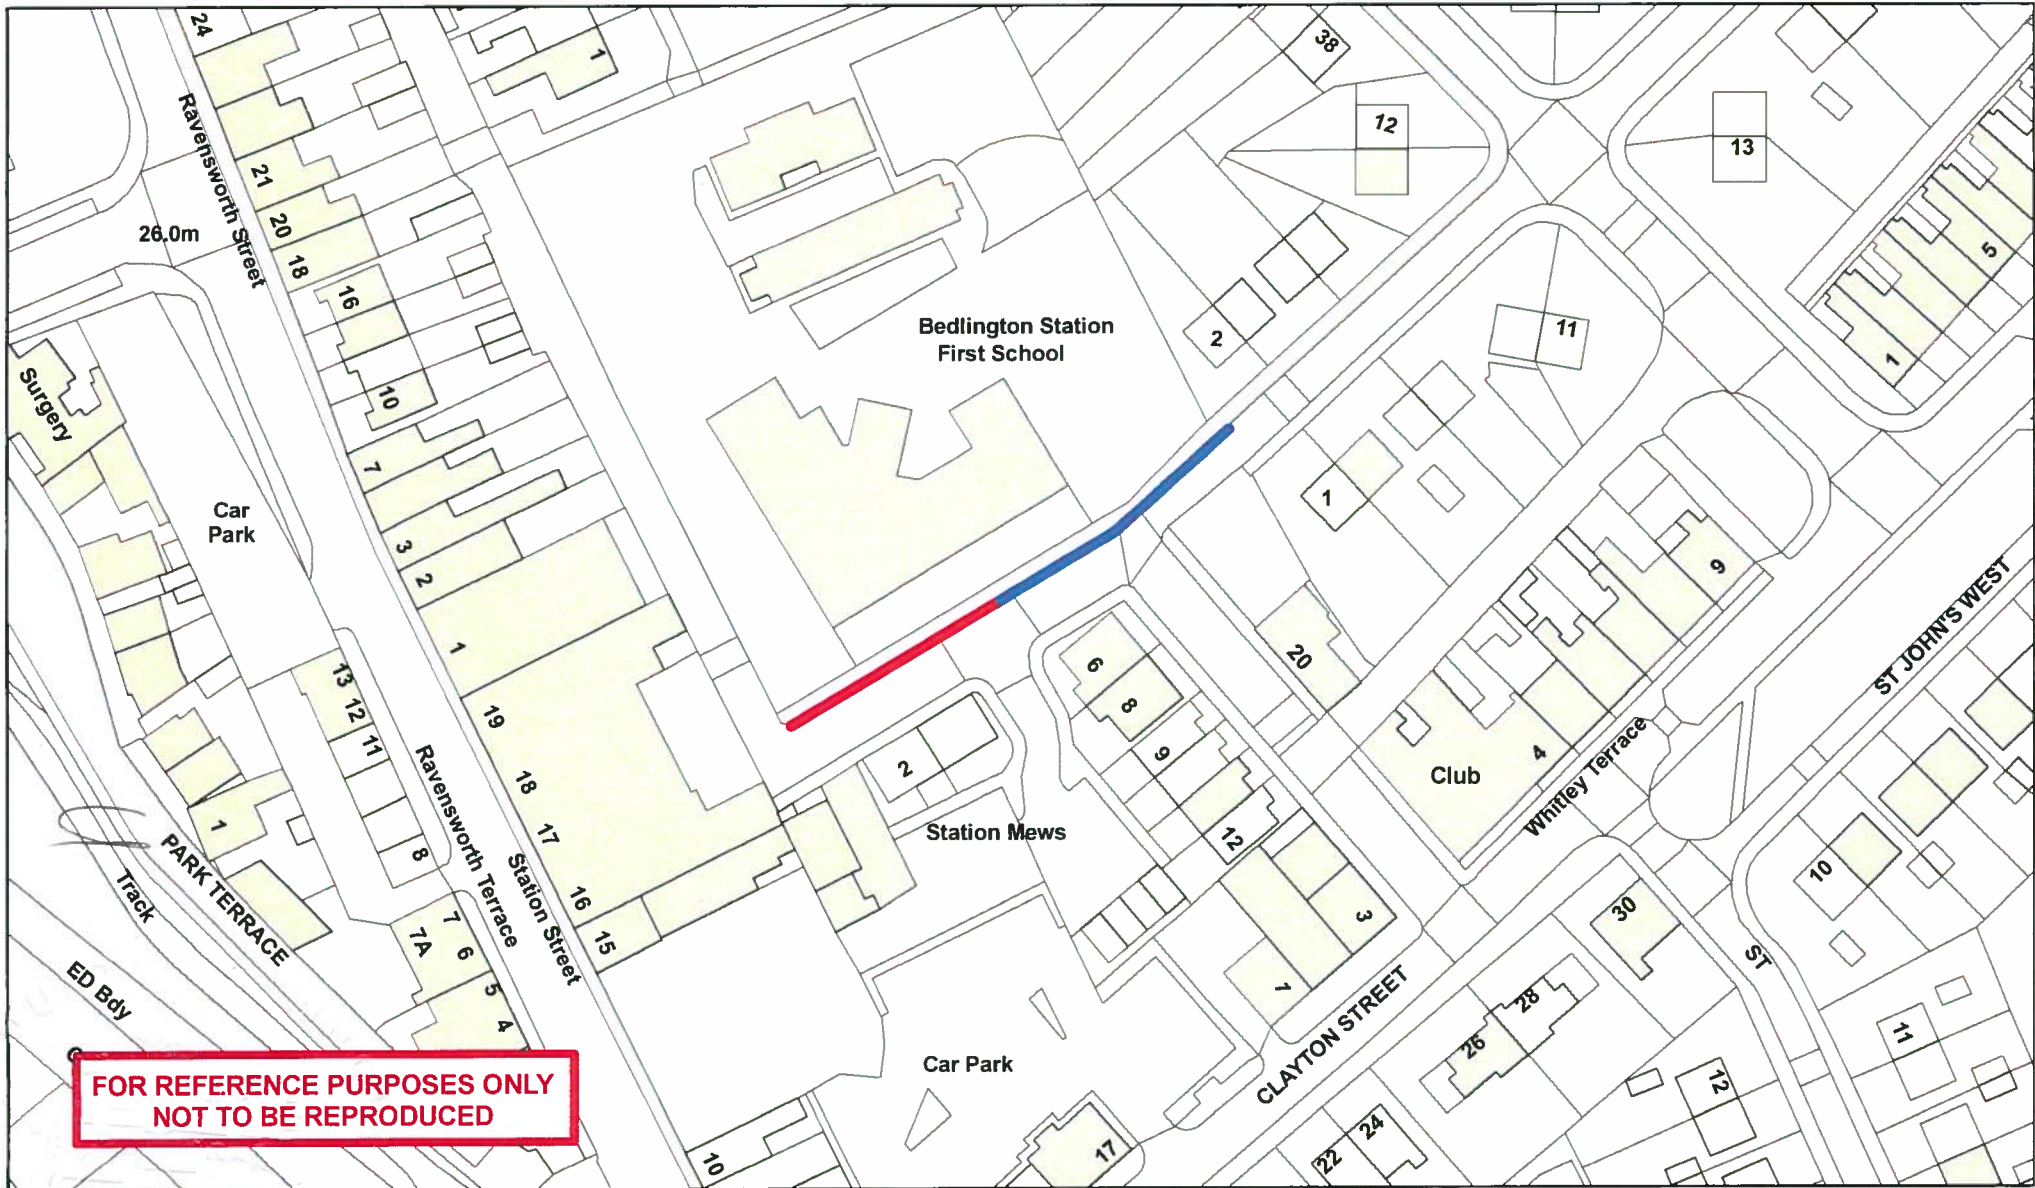 24
1
38
12
13
Ravensworth Street
21
20
18
26.0m
16
10
7
3
2
1
Surgery
Car
Park
Bedlington Station
First School
2
11
1
5
1
9
20
6
8
9
12
3
1
Club
4
Whitley Terrace
ST JOHN'S WEST
13
12
11
8
Ravensworth Terrace
19
18
17
16
15
Station Street
2
Station Mews
1
PARK TERRACE
Track
ED Bdy
7
7A
6
5
4
Car Park
CLAYTON STREET
10
17
22
24
26
28
30
ST
10
11
12
FOR REFERENCE PURPOSES ONLY
NOT TO BE REPRODUCED